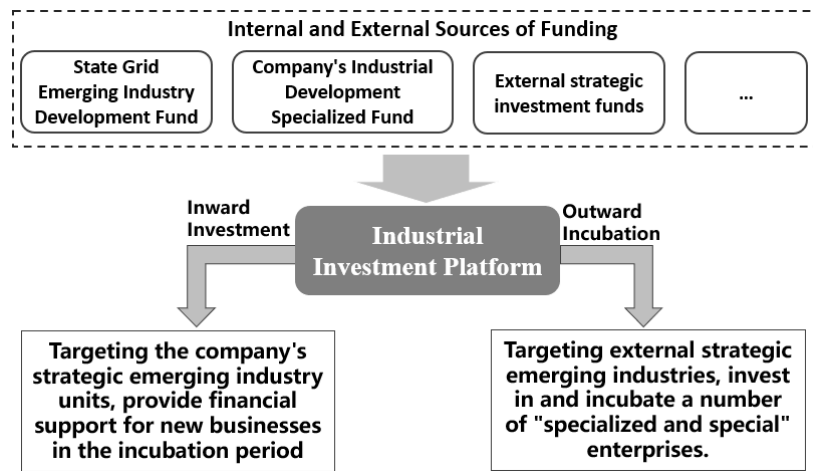 Internal and External Sources of Funding
State Grid
Emerging Industry
Development Fund
Company's Industrial
Development
Specialized Fund
External strategic
investment funds
...
Inward
Investment
Industrial
Investment Platform
Outward
Incubation
Targeting the company's
strategic emerging industry
units, provide financial
support for new businesses
in the incubation period
Targeting external strategic
emerging industries, invest
in and incubate a number
of "specialized and special"
enterprises.